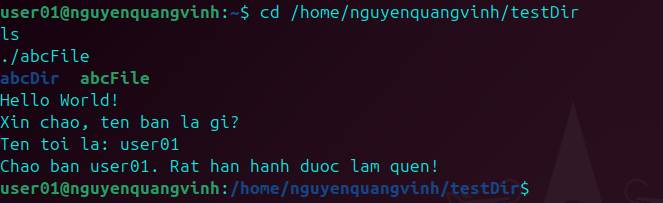 user01@nguyenquangvinh:~$ cd /home/nguyenquangvinh/testDir
ls
./abcFile
abcDir  abcFile
Hello World!
Xin chao, ten ban la gi?
Ten toi la: user01
Chao ban user01. Rat han hanh duoc lam quen!
user01@nguyenquangvinh:/home/nguyenquangvinh/testDir$